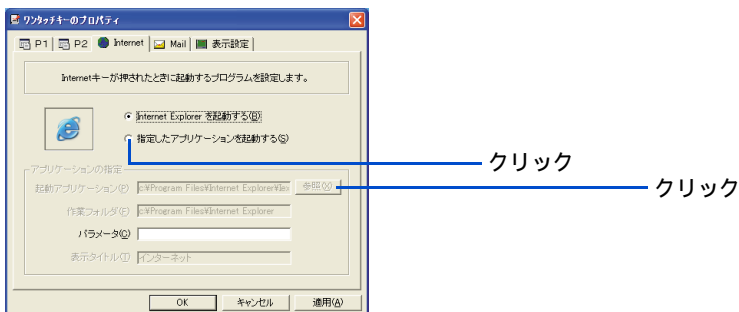 ワンタッチキーのプロパティ
P1 P2 Internet Mail 表示設定
Internetキーが押されたときに起動するプログラムを設定します。
Internet Explorer を起動する(B)
指定したアプリケーションを起動する(S)
クリック
アプリケーションの指定
起動アプリケーション(P) c:¥Program Files¥Internet Explorer¥iex 参照(V)
クリック
作業フォルダ(F) c:¥Program Files¥Internet Explorer
パラメータ(C)
表示タイトル(T) インターネット
OK キャンセル 適用(A)